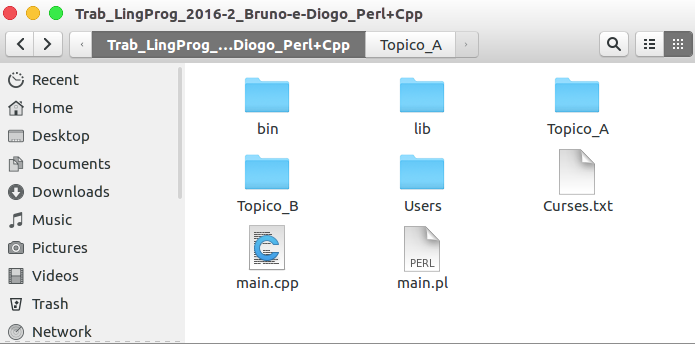 Trab_LingProg_2016-2_Bruno-e-Diogo_Perl+Cpp
Trab_LingProg_...Diogo_Perl+Cpp
Topico_A
Recent
Home
Desktop
Documents
Downloads
Music
Pictures
Videos
Trash
Network
bin
lib
Topico_A
Topico_B
Users
Curses.txt
C
main.cpp
PERL
main.pl